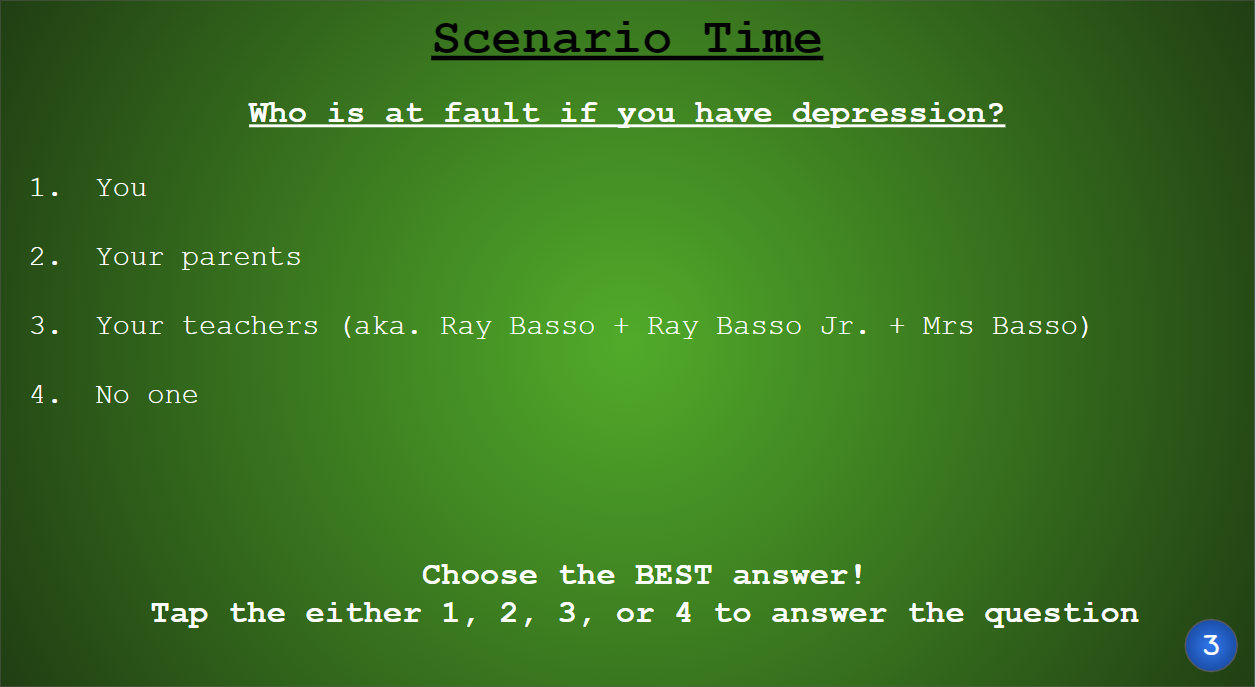 Scenario Time
Who is at fault if you have depression?
1. You
2. Your parents
3. Your teachers (aka. Ray Basso + Ray Basso Jr. + Mrs Basso)
4. No one
Choose the BEST answer!
Tap the either 1, 2, 3, or 4 to answer the question
3